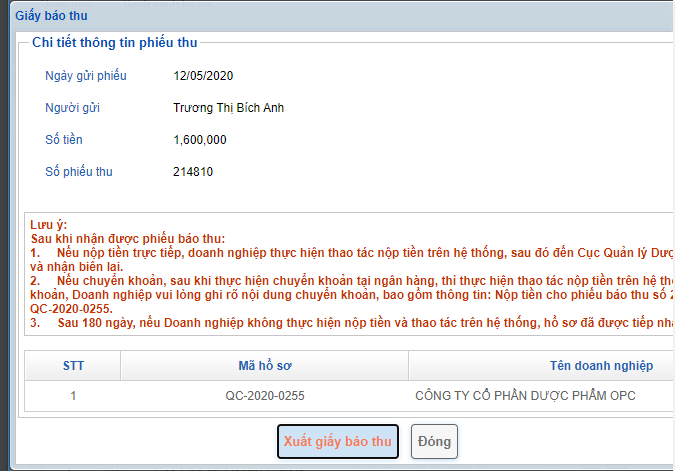 Giấy báo thu
Chi tiết thông tin phiếu thu
Ngày gửi phiếu 12/05/2020
Người gửi Trương Thị Bích Anh
Số tiền 1,600,000
Số phiếu thu 214810
Lưu ý:
Sau khi nhận được phiếu báo thu:
1. Nếu nộp tiền trực tiếp, doanh nghiệp thực hiện thao tác nộp tiền trên hệ thống, sau đó đến Cục Quản lý Dượ
và nhận biên lai.
2. Nếu chuyển khoản, sau khi thực hiện chuyển khoản tại ngân hàng, thỉ thực hiện thao tác nộp tiền trên hệ th
khoản, Doanh nghiệp vui lòng ghi rõ nội dung chuyển khoản, bao gồm thông tin: Nộp tiền cho phiếu báo thu số 2
QC-2020-0255.
3. Sau 180 ngày, nếu Doanh nghiệp không thực hiện nộp tiền và thao tác trên hệ thống, hồ sơ đã được tiếp nh
STT Mã hồ sơ Tên doanh nghiệp
1 QC-2020-0255 CÔNG TY CỔ PHẦN DƯỢC PHẨM OPC
Xuất giấy báo thu Đóng